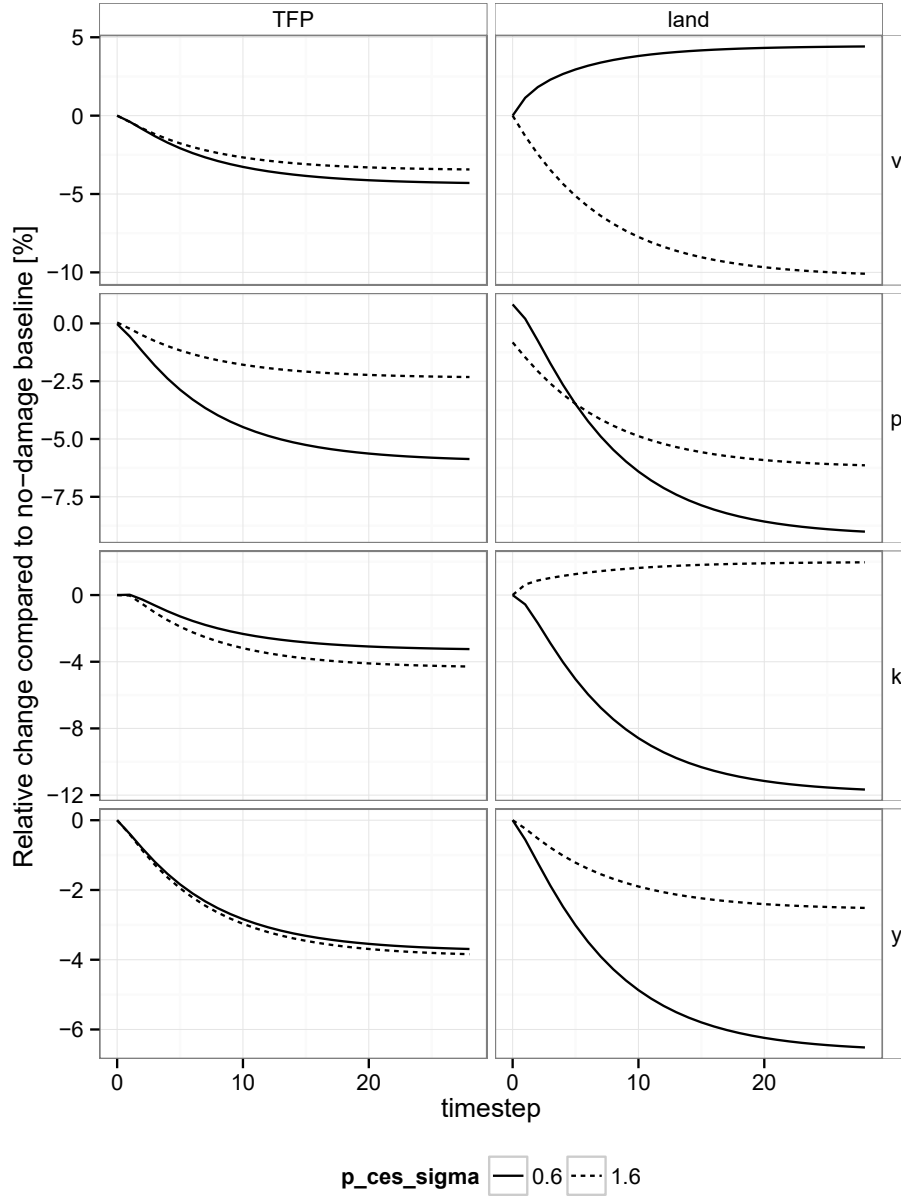 TFP land
Relative change compared to no−damage baseline [%]
5
0
−5
−10
v
0.0
−2.5
−5.0
−7.5
p
0
−4
−8
−12
k
0
−2
−4
−6
y
0 10 20 0 10 20
timestep
p_ces_sigma 0.6 1.6